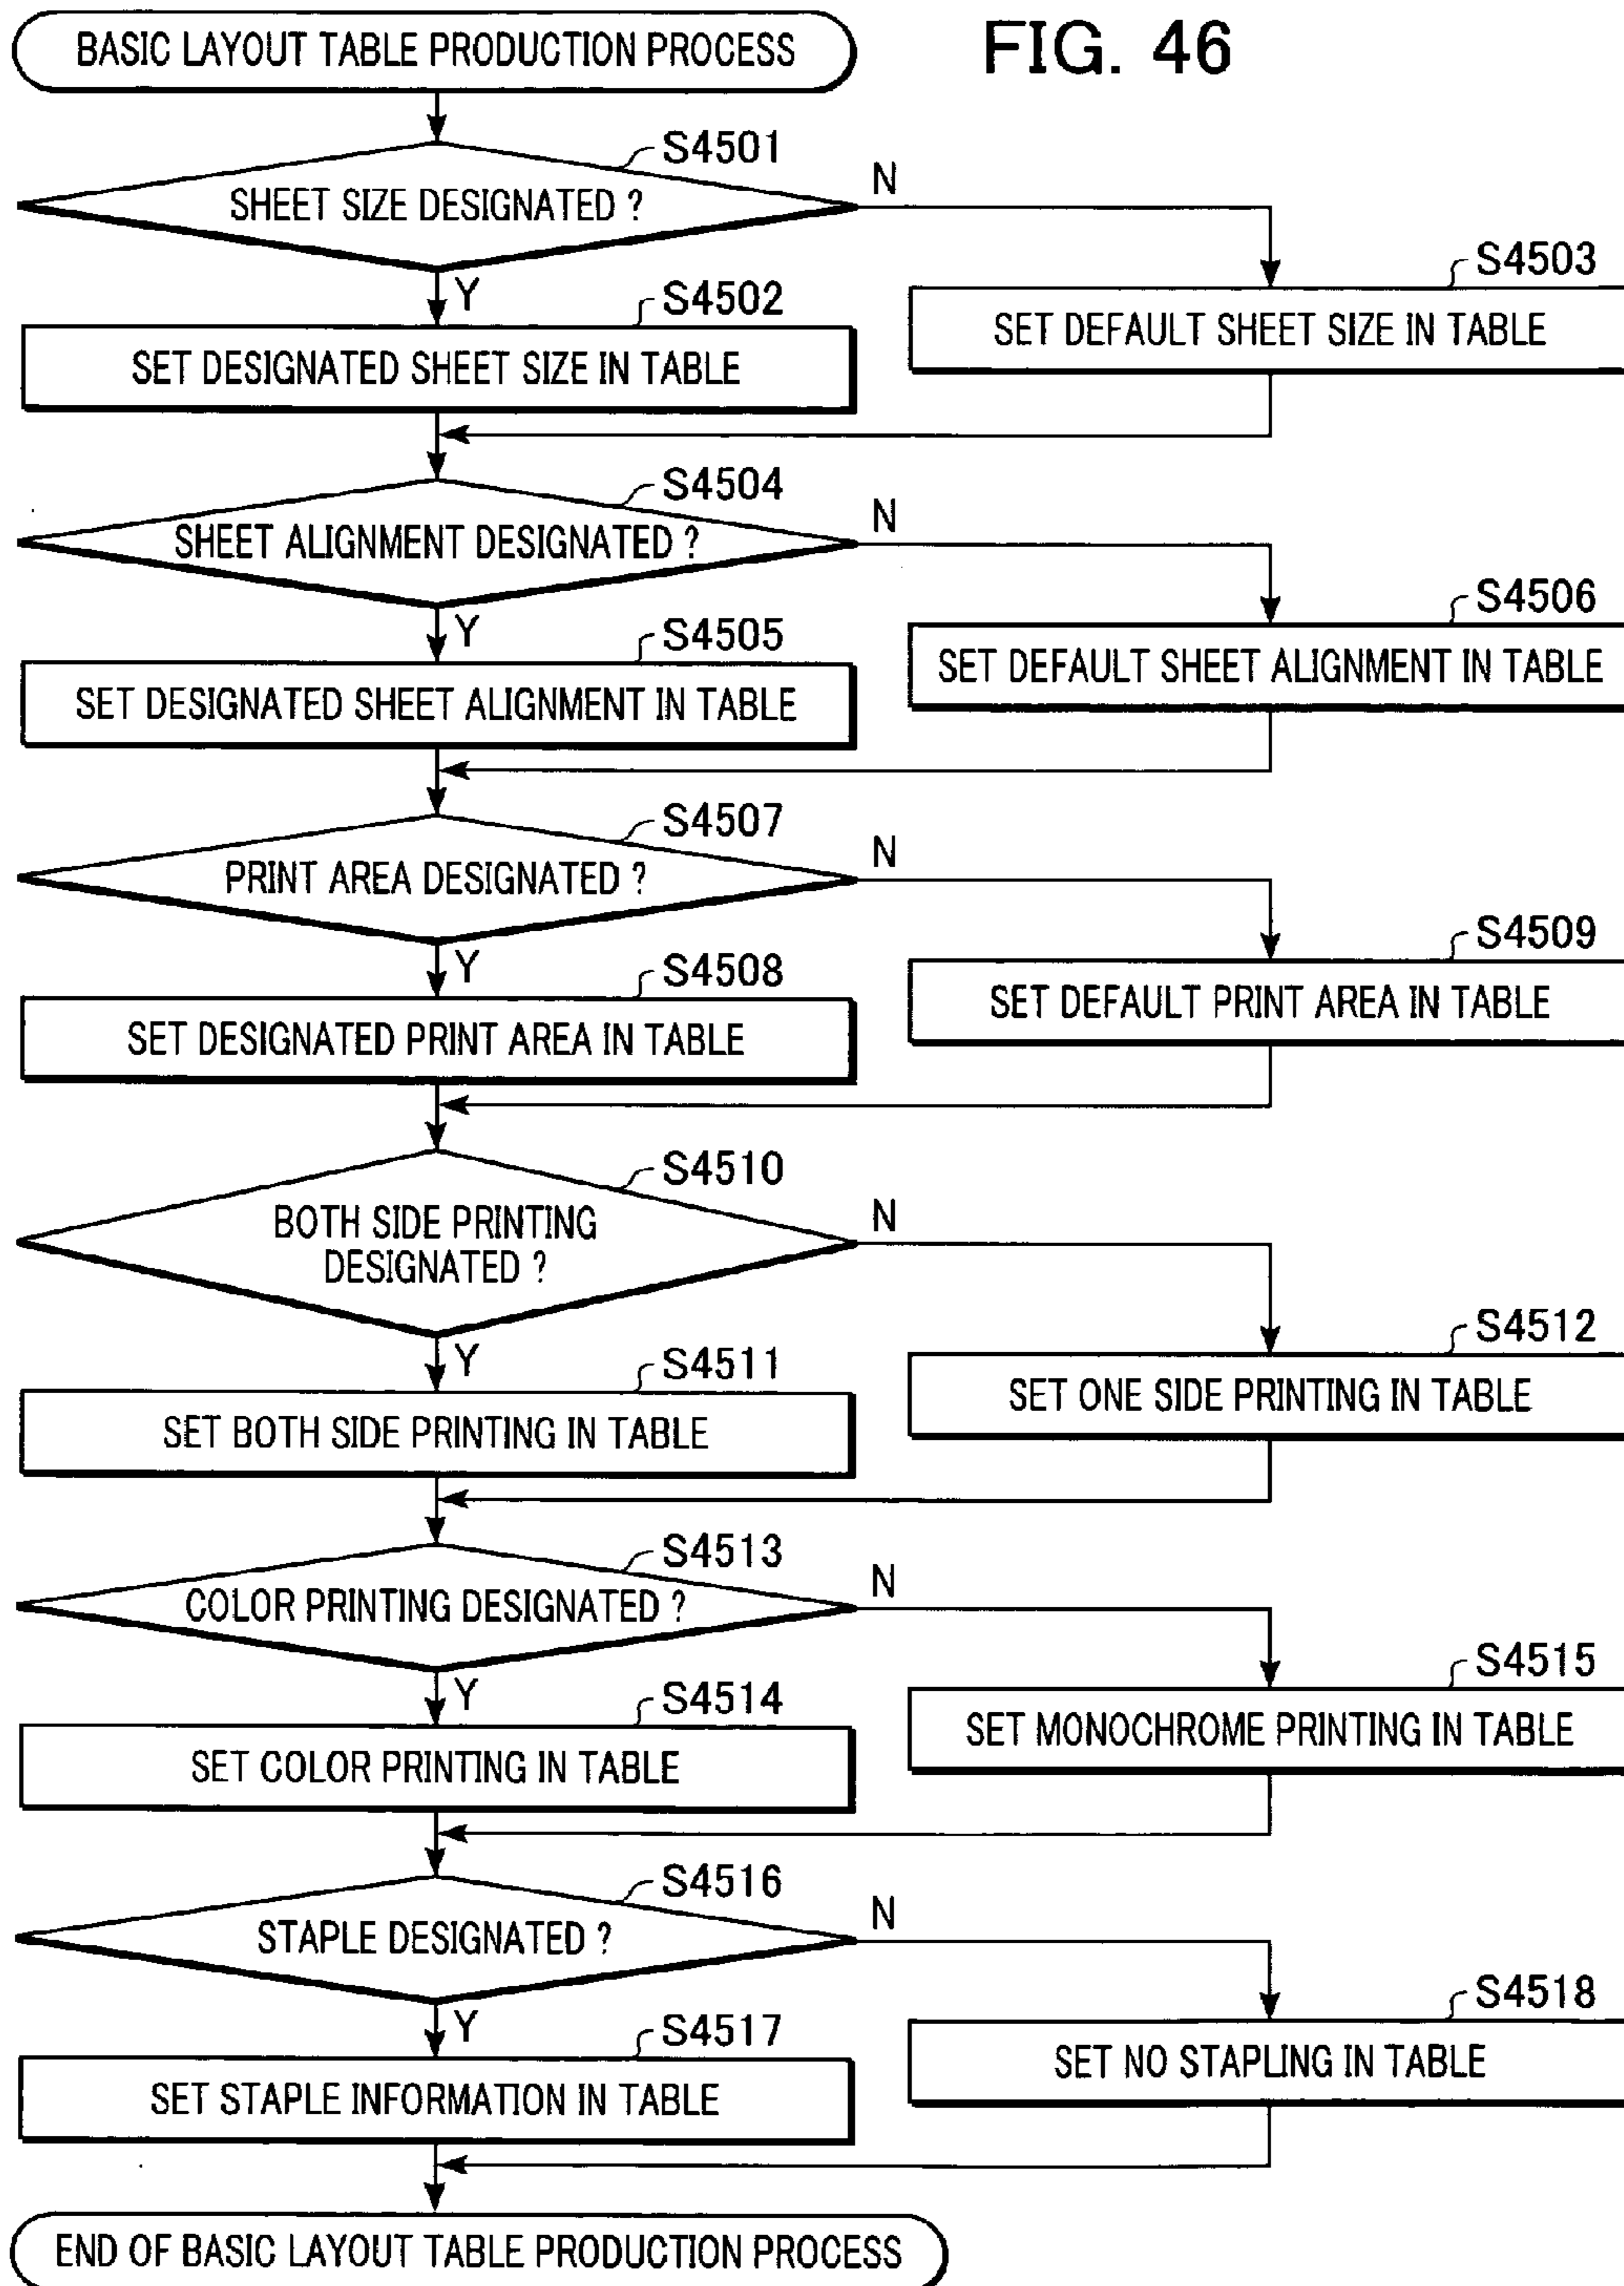 FIG. 46
BASIC LAYOUT TABLE PRODUCTION PROCESS
S4501
SHEET SIZE DESIGNATED ?
N
Y
S4502
SET DESIGNATED SHEET SIZE IN TABLE
S4503
SET DEFAULT SHEET SIZE IN TABLE
S4504
SHEET ALIGNMENT DESIGNATED ?
N
Y
S4505
SET DESIGNATED SHEET ALIGNMENT IN TABLE
S4506
SET DEFAULT SHEET ALIGNMENT IN TABLE
S4507
PRINT AREA DESIGNATED ?
N
Y
S4508
SET DESIGNATED PRINT AREA IN TABLE
S4509
SET DEFAULT PRINT AREA IN TABLE
S4510
BOTH SIDE PRINTING
DESIGNATED ?
N
Y
S4511
SET BOTH SIDE PRINTING IN TABLE
S4512
SET ONE SIDE PRINTING IN TABLE
S4513
COLOR PRINTING DESIGNATED ?
N
Y
S4514
SET COLOR PRINTING IN TABLE
S4515
SET MONOCHROME PRINTING IN TABLE
S4516
STAPLE DESIGNATED ?
N
Y
S4517
SET STAPLE INFORMATION IN TABLE
S4518
SET NO STAPLING IN TABLE
END OF BASIC LAYOUT TABLE PRODUCTION PROCESS